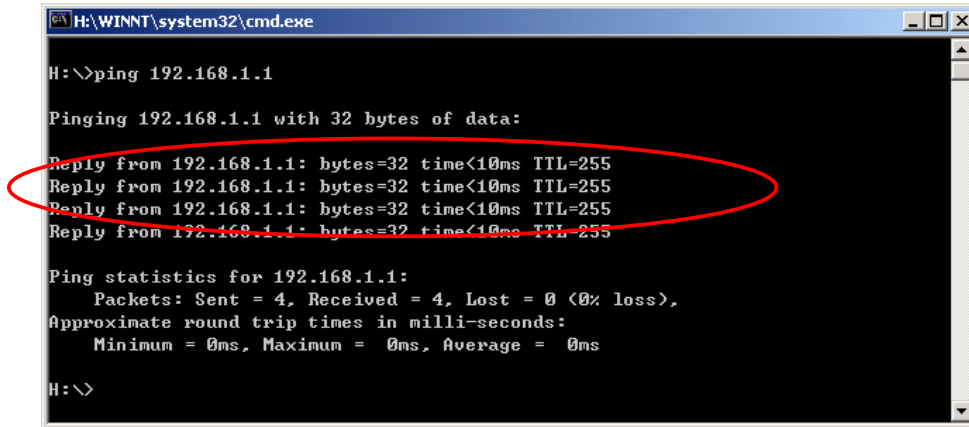 H:\WINNT\system32\cmd.exe
H:\>ping 192.168.1.1
Pinging 192.168.1.1 with 32 bytes of data:
Reply from 192.168.1.1: bytes=32 time<10ms TTL=255
Reply from 192.168.1.1: bytes=32 time<10ms TTL=255
Reply from 192.168.1.1: bytes=32 time<10ms TTL=255
Reply from 192.168.1.1: bytes=32 time<10ms TTL=255
Ping statistics for 192.168.1.1:
Packets: Sent = 4, Received = 4, Lost = 0 (0% loss),
Approximate round trip times in milli-seconds:
Minimum = 0ms, Maximum =  0ms, Average =  0ms
H:\>